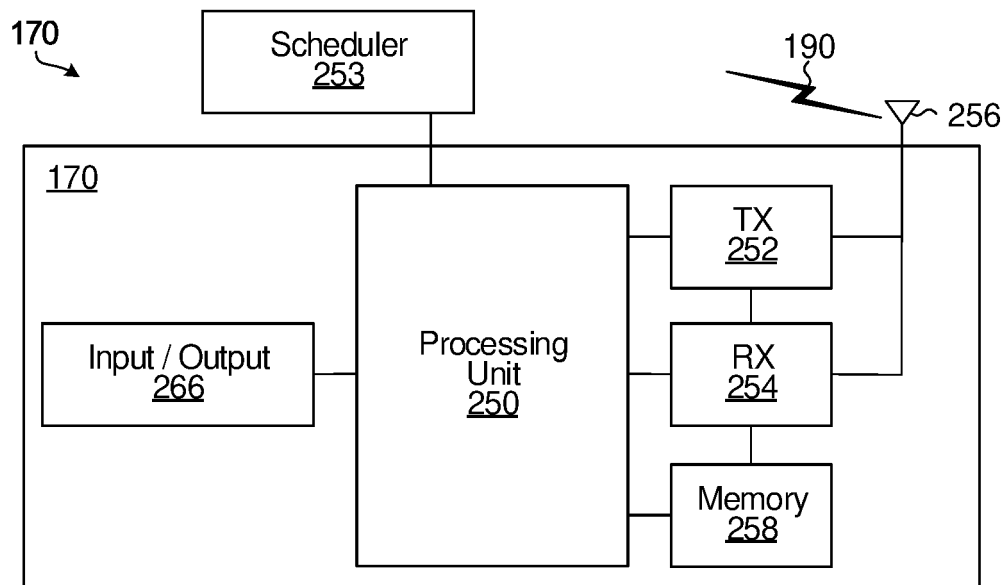 170
Scheduler
253
190
256
170
TX
252
Input / Output
266
Processing
Unit
250
RX
254
Memory
258